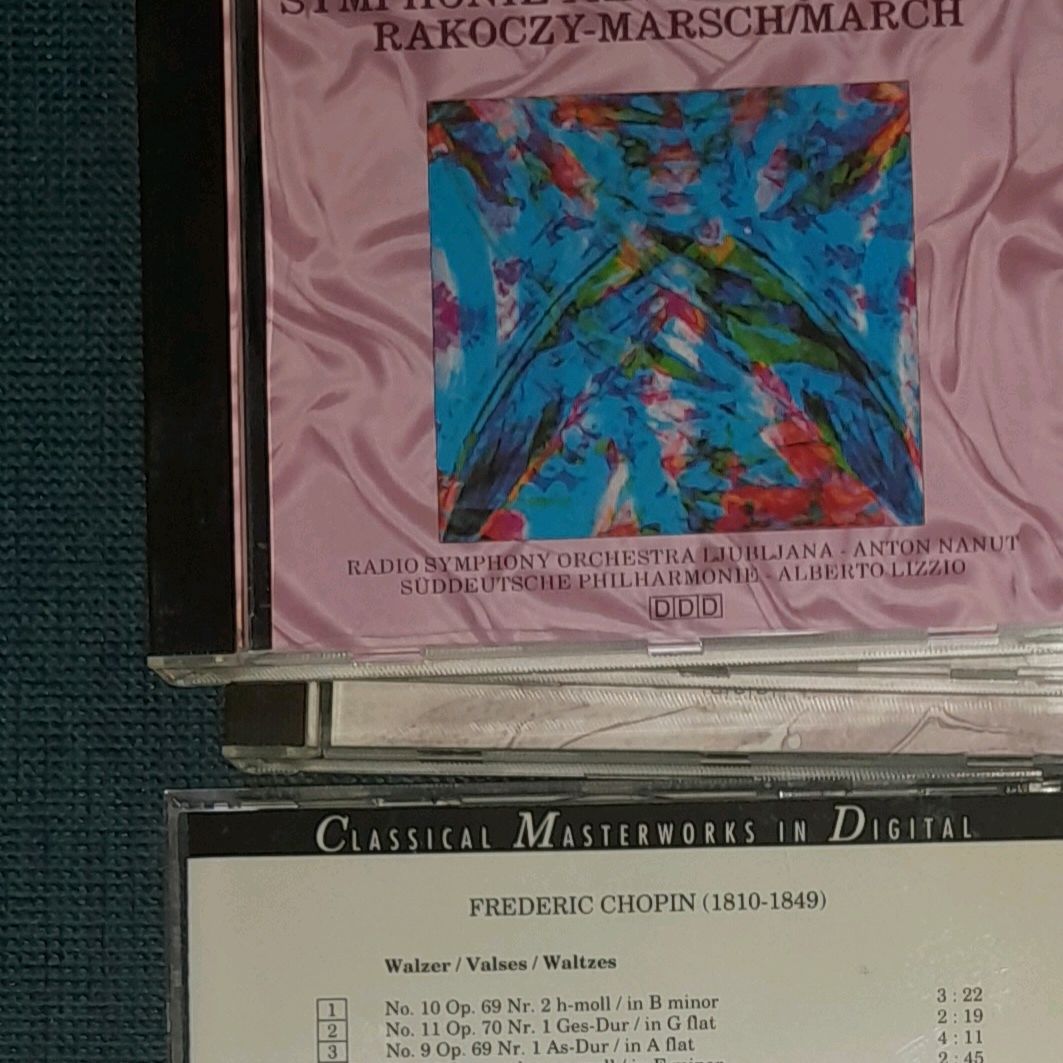 SYMPHONIE
RAKOCZY-MARSCH/MARCH
RADIO SYMPHONY ORCHESTRA LJUBLJANA - ANTON NANUT
SÜDDEUTSCHE PHILHARMONIE - ALBERTO LIZZIO
DDD
CLASSICAL MASTERWORKS IN DIGITAL
FREDERIC CHOPIN (1810-1849)
Walzer / Valses / Waltzes
1 No. 10 Op. 69 Nr. 2 h-moll / in B minor 3 : 22
2 No. 11 Op. 70 Nr. 1 Ges-Dur / in G flat 2 : 19
3 No. 9 Op. 69 Nr. 1 As-Dur / in A flat 4 : 11
2 : 45